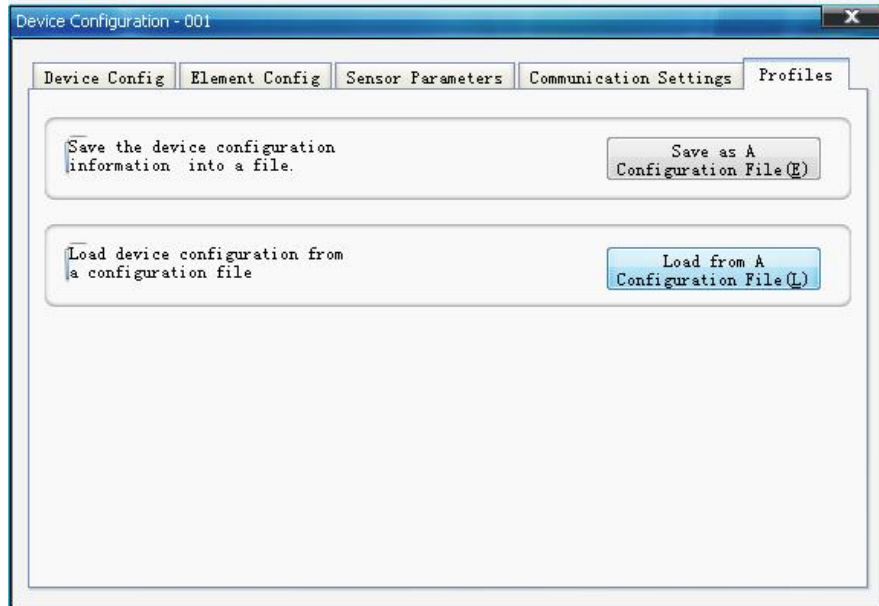 Device Configuration - 001
X
Device Config Element Config Sensor Parameters Communication Settings Profiles
Save the device configuration
information into a file.
Save as A
Configuration File(E)
Load device configuration from
a configuration file
Load from A
Configuration File(L)